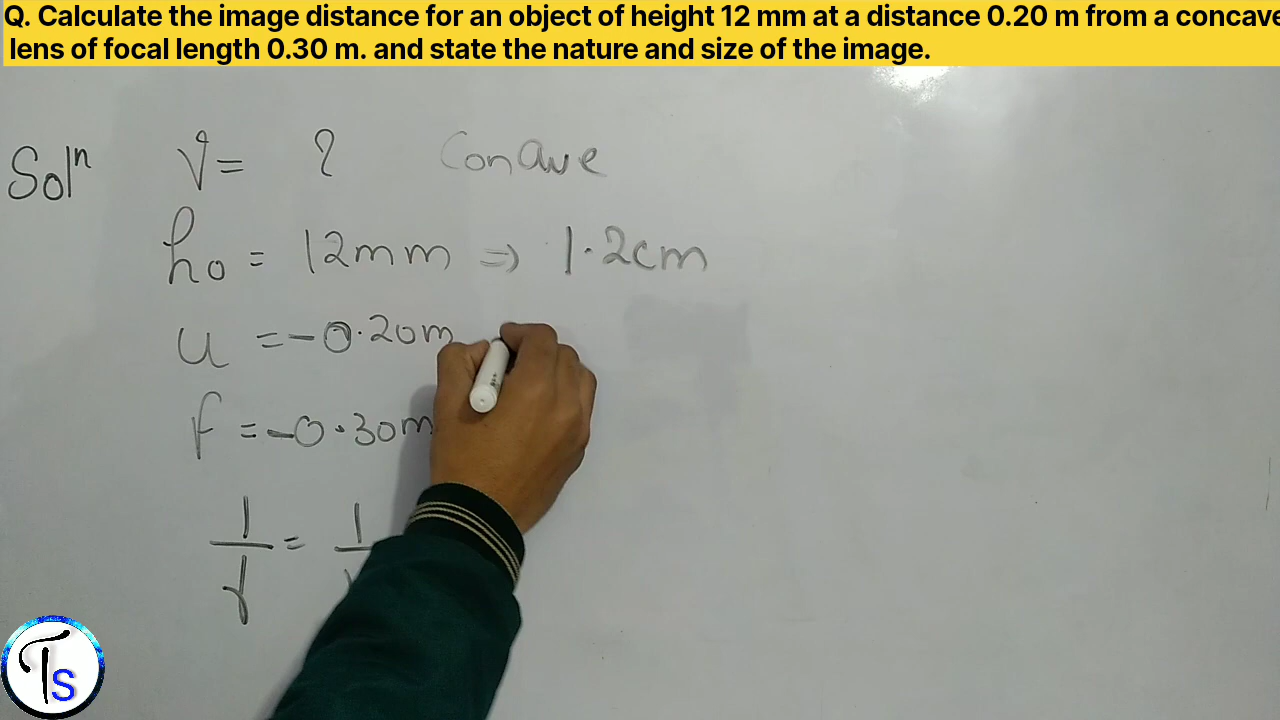 Q. Calculate the image distance for an object of height 12 mm at a distance 0.20 m from a concave
lens of focal length 0.30 m. and state the nature and size of the image.
Solⁿ V = ? Conave
ho = 12mm => 1.2cm
u = -0.20m
f = -0.30m
1/f = 1/
Ts